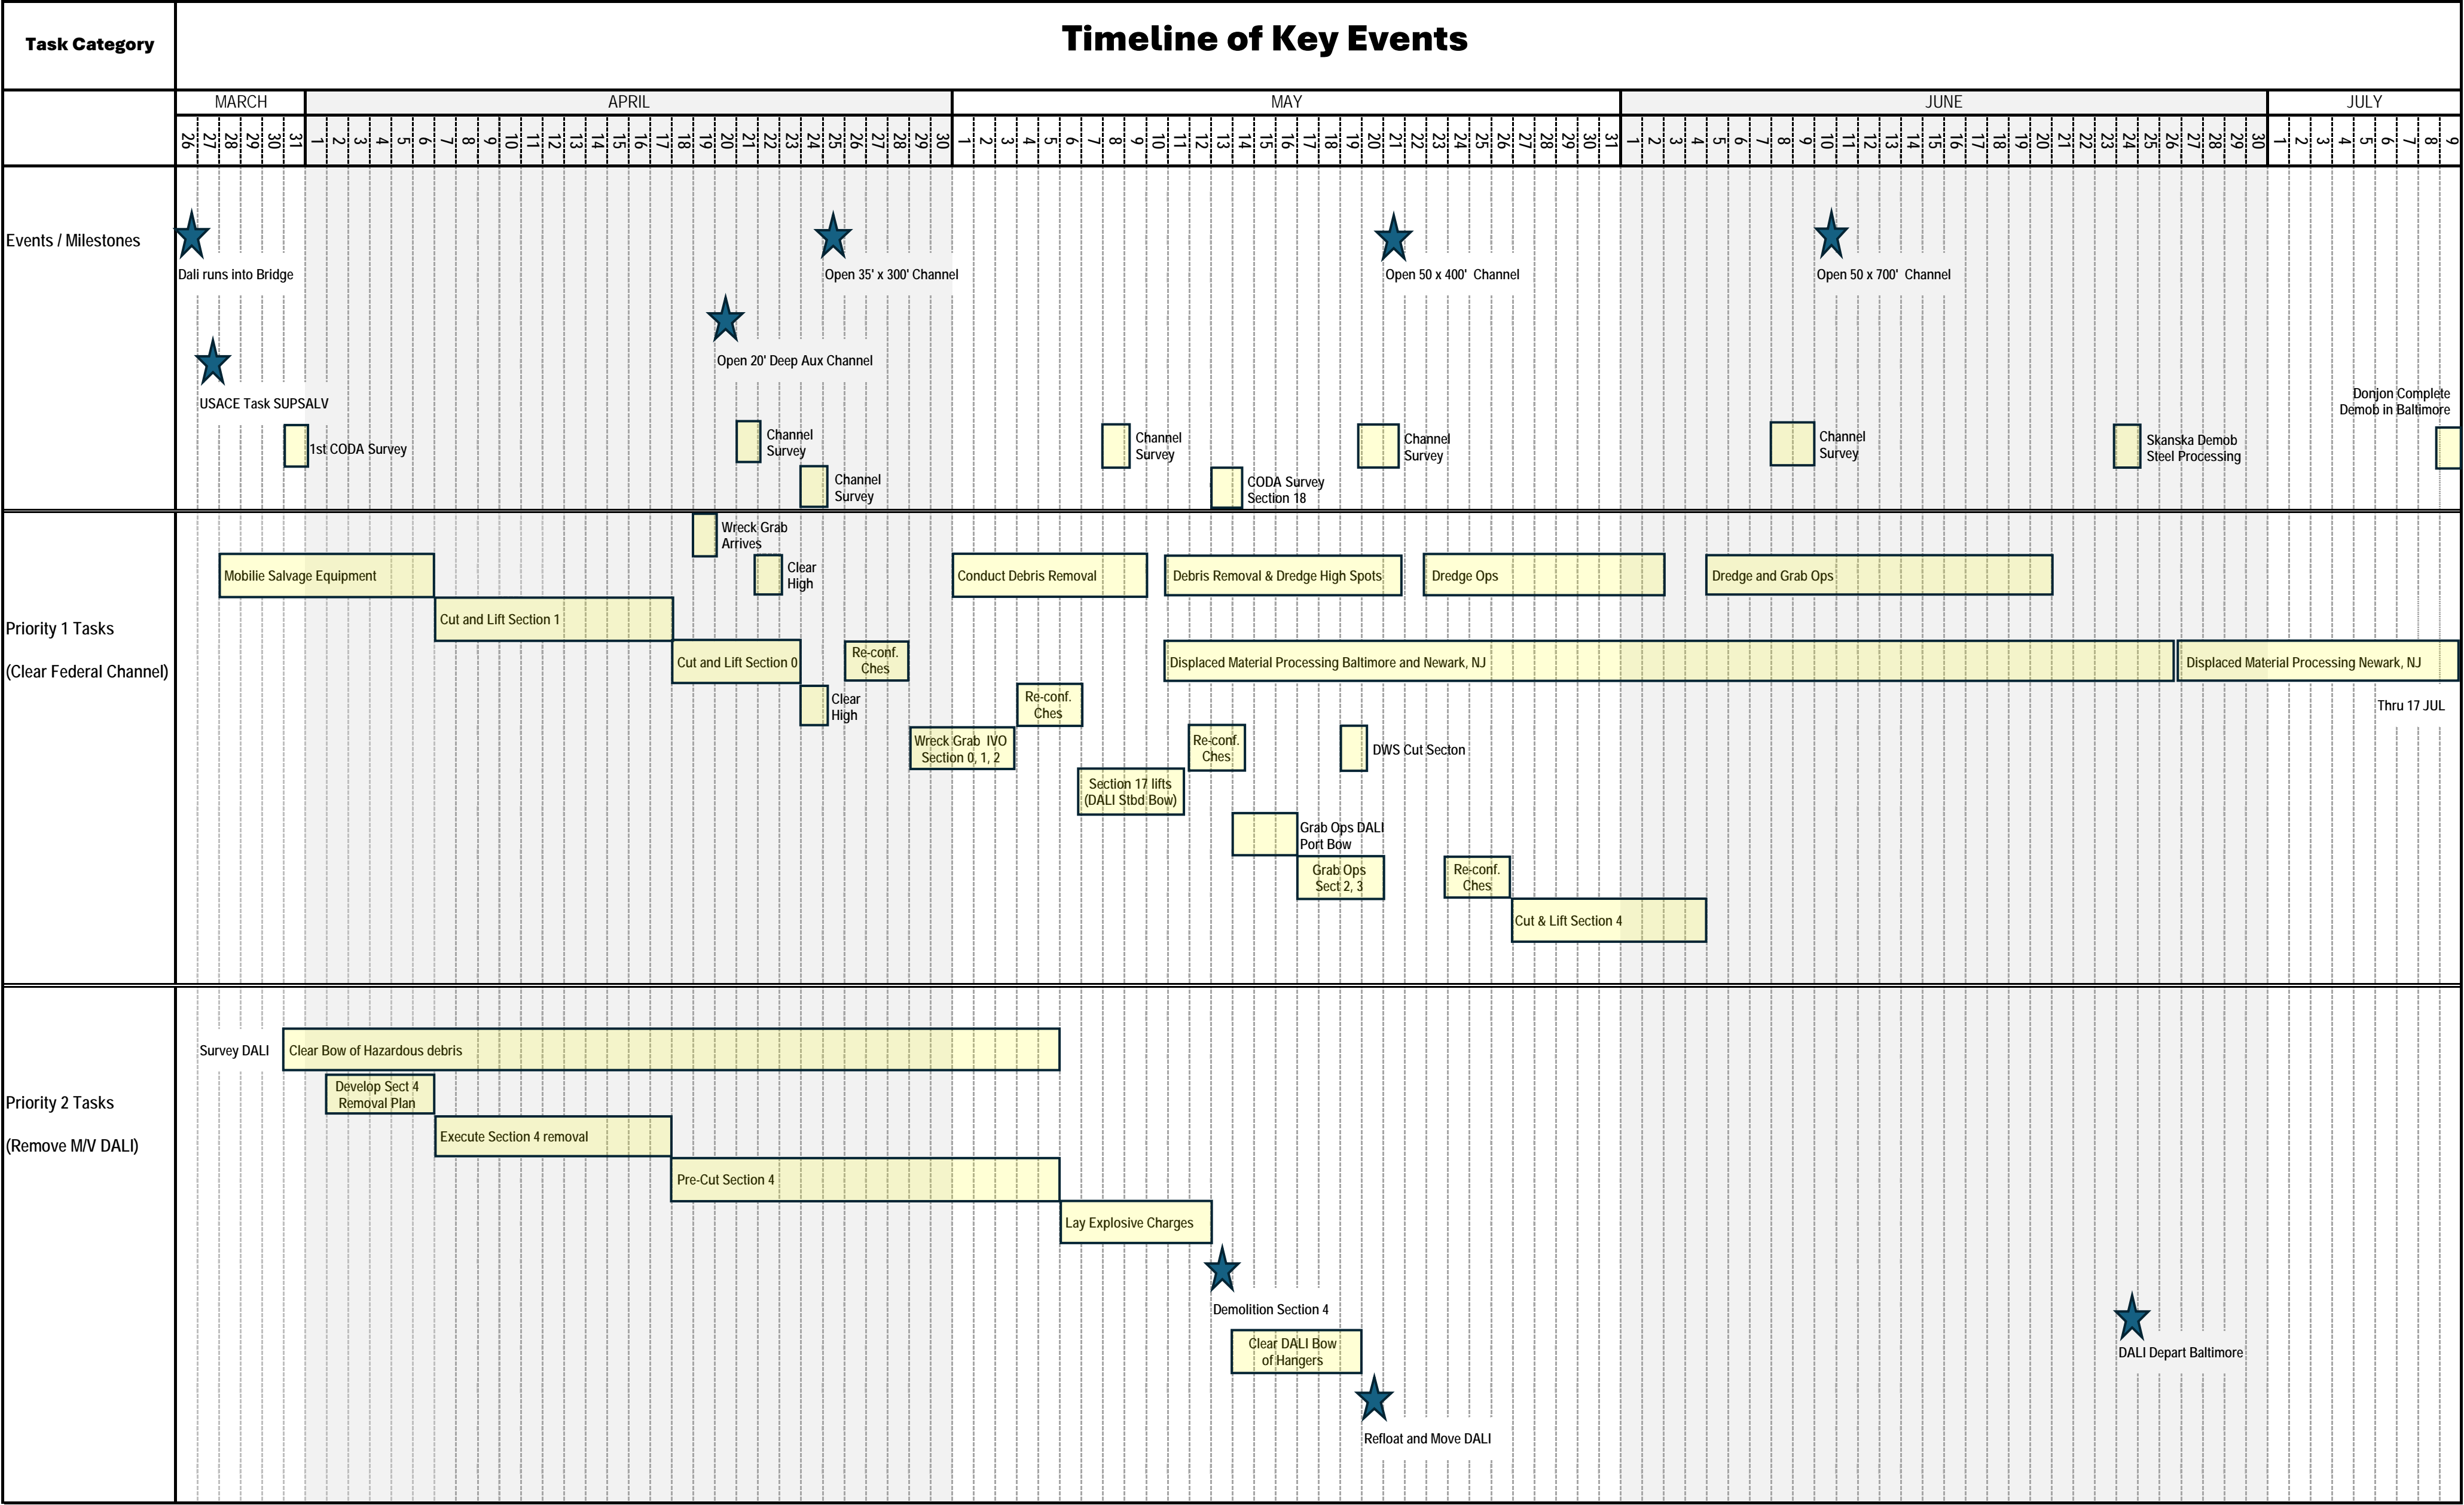 Task Category
Timeline of Key Events
MARCH APRIL MAY JUNE JULY
26 27 28 29 30 31 1 2 3 4 5 6 7 8 9 10 11 12 13 14 15 16 17 18 19 20 21 22 23 24 25 26 27 28 29 30 1 2 3 4 5 6 7 8 9 10 11 12 13 14 15 16 17 18 19 20 21 22 23 24 25 26 27 28 29 30 31 1 2 3 4 5 6 7 8 9 10 11 12 13 14 15 16 17 18 19 20 21 22 23 24 25 26 27 28 29 30 1 2 3 4 5 6 7 8 9
Events / Milestones
Dali runs into Bridge
Open 35' x 300' Channel
Open 50 x 400' Channel
Open 50 x 700' Channel
Open 20' Deep Aux Channel
USACE Task SUPSALV
Donjon Complete
Demob in Baltimore
1st CODA Survey
Channel
Survey
Channel
Survey
Channel
Survey
CODA Survey
Section 18
Channel
Survey
Channel
Survey
Skanska Demob
Steel Processing
Priority 1 Tasks
(Clear Federal Channel)
Wreck Grab
Arrives
Mobilie Salvage Equipment
Clear
High
Conduct Debris Removal
Debris Removal & Dredge High Spots
Dredge Ops
Dredge and Grab Ops
Cut and Lift Section 1
Cut and Lift Section 0
Re-conf.
Ches
Displaced Material Processing Baltimore and Newark, NJ
Displaced Material Processing Newark, NJ
Clear
High
Re-conf.
Ches
Thru 17 JUL
Wreck Grab IVO
Section 0, 1, 2
Re-conf.
Ches
DWS Cut Secton
Section 17 lifts
(DALI Stbd Bow)
Grab Ops DALI
Port Bow
Grab Ops
Sect 2, 3
Re-conf.
Ches
Cut & Lift Section 4
Priority 2 Tasks
(Remove M/V DALI)
Survey DALI
Clear Bow of Hazardous debris
Develop Sect 4
Removal Plan
Execute Section 4 removal
Pre-Cut Section 4
Lay Explosive Charges
Demolition Section 4
Clear DALI Bow
of Hangers
DALI Depart Baltimore
Refloat and Move DALI